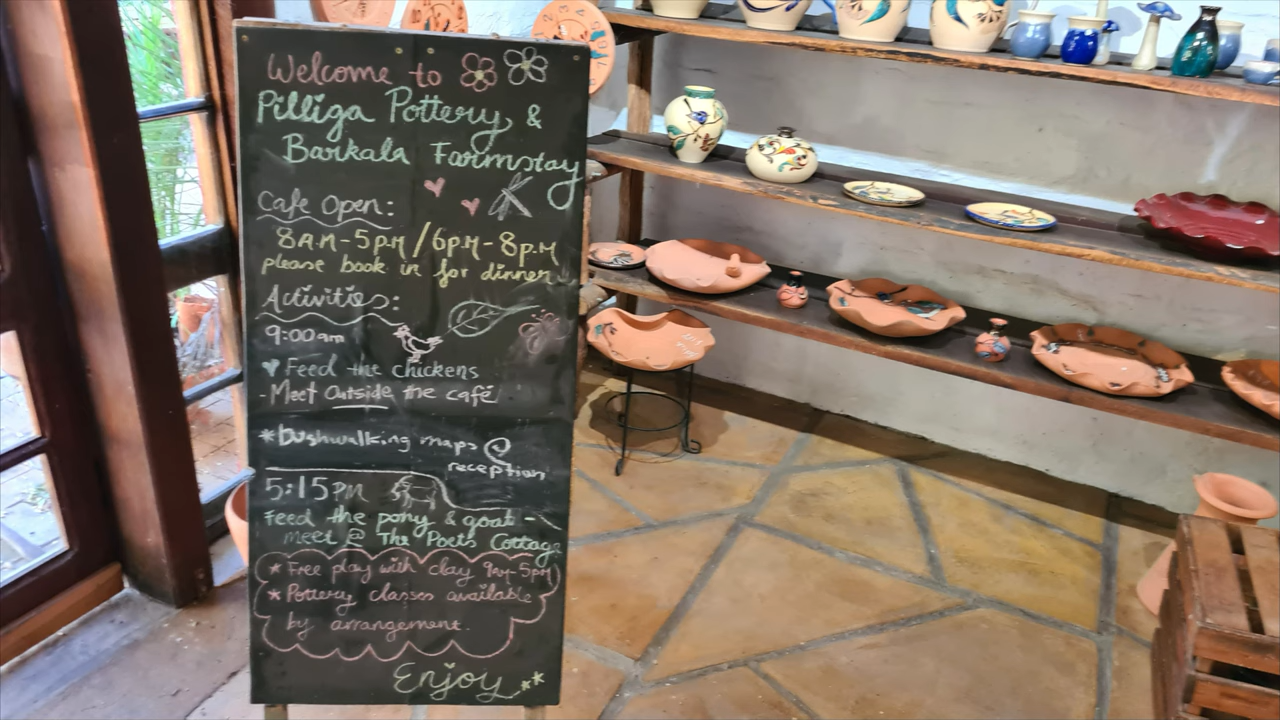 Welcome to
Pilliga Pottery &
Barkala Farmstay
Cafe Open:
8AM-5PM/6PM-8PM
please book in for dinner
Activities:
9:00am
Feed the chickens
- Meet Outside the café
*bushwalking maps @
reception
5:15PM
Feed the pony & goat -
meet @ The Poets Cottage
* Free play with clay 9AM-5PM
* Pottery classes available
by arrangement.
Enjoy